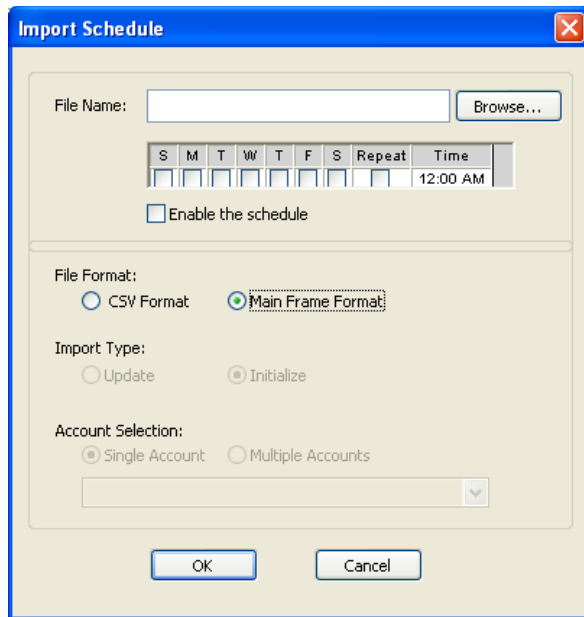 Import Schedule
File Name: Browse...
S M T W T F S Repeat Time
12:00 AM
Enable the schedule
File Format:
CSV Format Main Frame Format
Import Type:
Update Initialize
Account Selection:
Single Account Multiple Accounts
OK Cancel